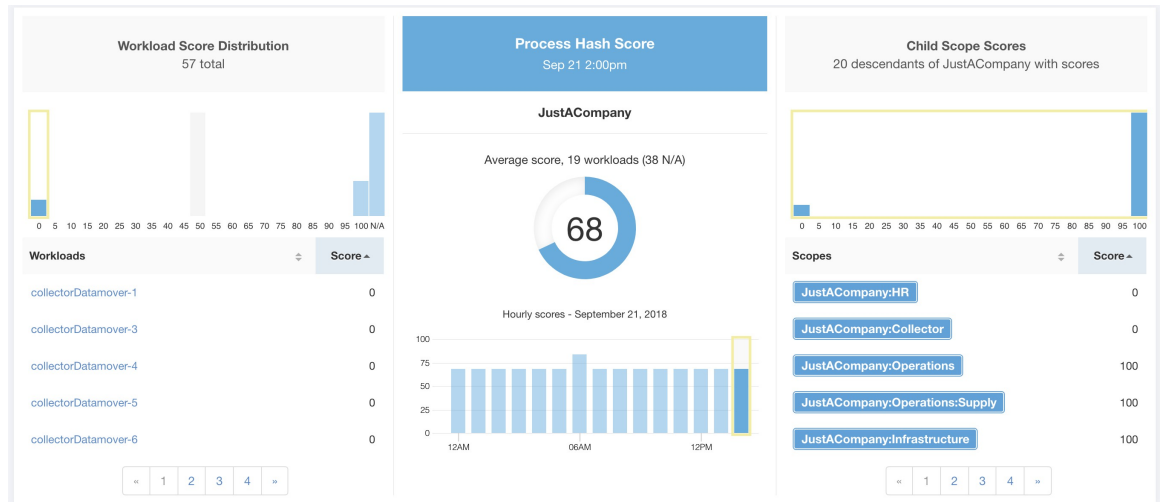 Workload Score Distribution
57 total
0 5 10 15 20 25 30 35 40 45 50 55 60 65 70 75 80 85 90 95 100 N/A
Workloads Score
collectorDatamover-1 0
collectorDatamover-3 0
collectorDatamover-4 0
collectorDatamover-5 0
collectorDatamover-6 0
« 1 2 3 4 »
Process Hash Score
Sep 21 2:00pm
JustACompany
Average score, 19 workloads (38 N/A)
68
Hourly scores - September 21, 2018
100
75
50
25
0
12AM 06AM 12PM
Child Scope Scores
20 descendants of JustACompany with scores
0 5 10 15 20 25 30 35 40 45 50 55 60 65 70 75 80 85 90 95 100
Scopes Score
JustACompany:HR 0
JustACompany:Collector 0
JustACompany:Operations 100
JustACompany:Operations:Supply 100
JustACompany:Infrastructure 100
« 1 2 3 4 »